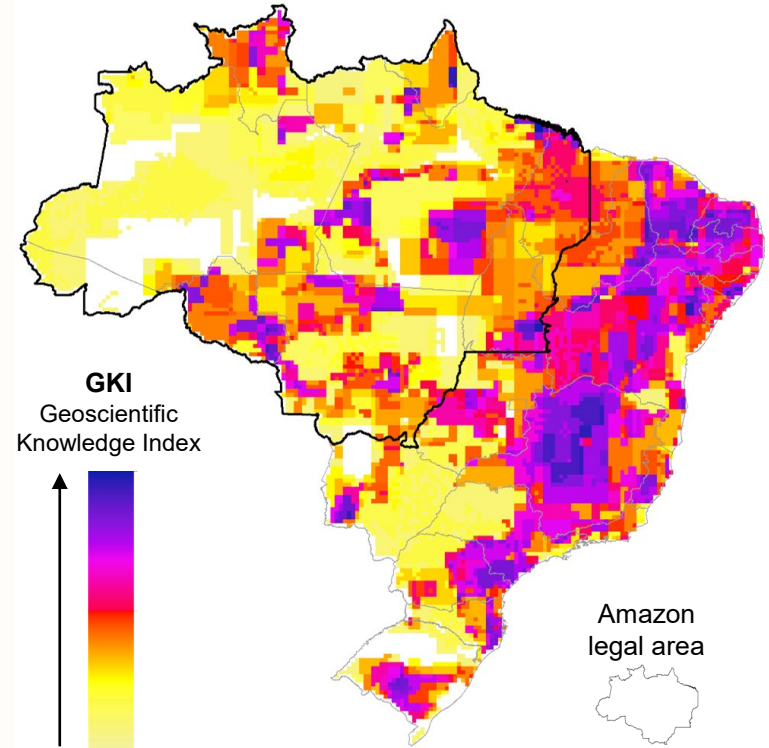 GKI
Geoscientific
Knowledge Index
Amazon
legal area